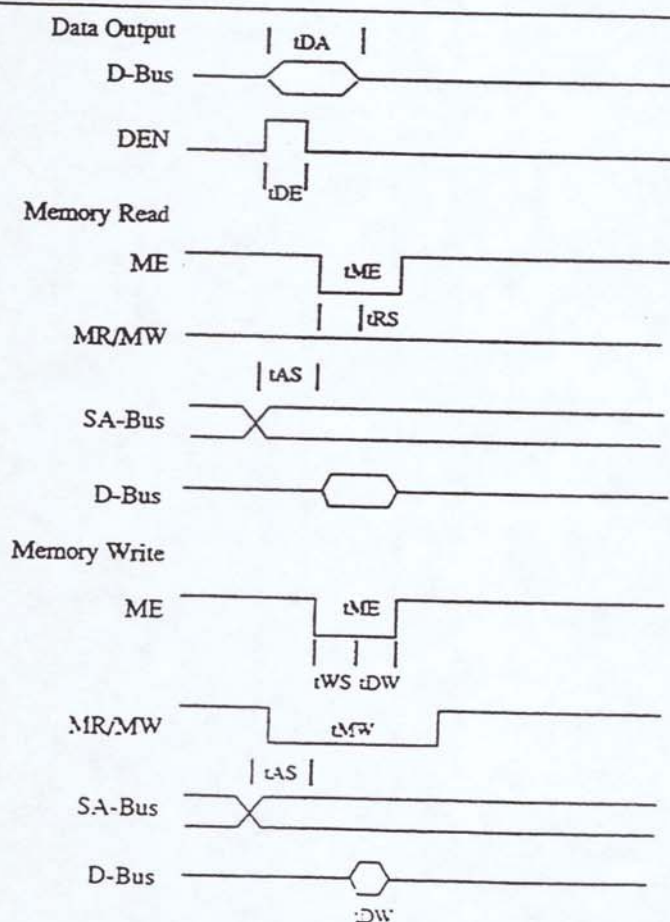 Data Output
tDA
D-Bus
DEN
tDE
Memory Read
ME tME
tRS
MR/MW
tAS
SA-Bus
D-Bus
Memory Write
ME tME
tWS tDW
MR/MW tMW
tAS
SA-Bus
D-Bus
tDW